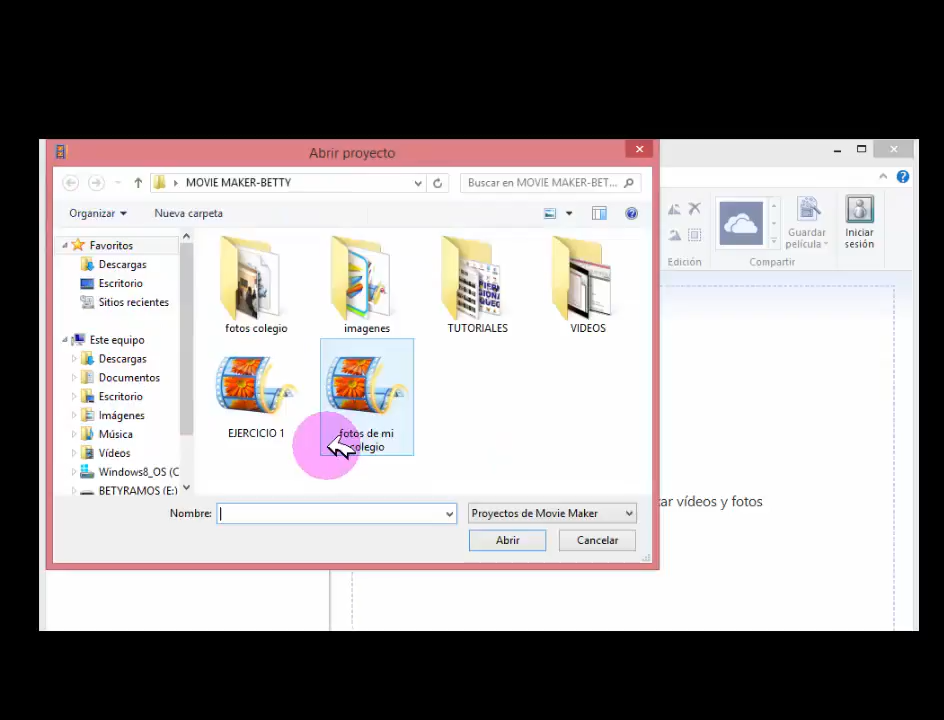 Abrir proyecto
MOVIE MAKER-BETTY
Buscar en MOVIE MAKER-BET...
Organizar
Nueva carpeta
Favoritos
Descargas
Escritorio
Sitios recientes
Este equipo
Descargas
Documentos
Escritorio
Imágenes
Música
Vídeos
Windows8_OS (C
BETYRAMOS (E:)
fotos colegio
imagenes
TUTORIALES
VIDEOS
EJERCICIO 1
fotos de mi
colegio
Nombre:
Proyectos de Movie Maker
Abrir
Cancelar
Edición
Guardar
película
Compartir
Iniciar
sesión
ar vídeos y fotos